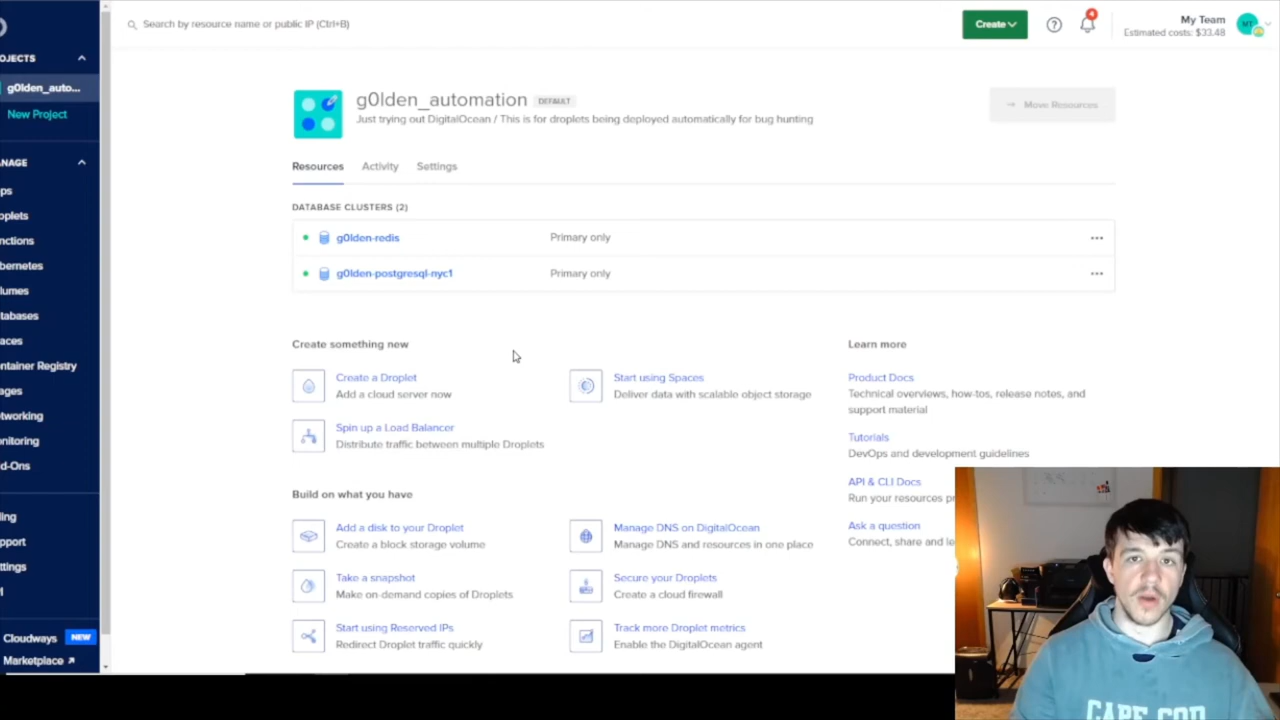 Search by resource name or public IP (Ctrl+B)
Create
4
My Team
Estimated costs: $33.48
MT
OJECTS
g0lden_auto...
New Project
NAGE
ps
oplets
nctions
bernetes
lumes
tabases
aces
ntainer Registry
ages
tworking
onitoring
d-Ons
ling
pport
ttings
I
Cloudways NEW
Marketplace
g0lden_automation DEFAULT
Just trying out DigitalOcean / This is for droplets being deployed automatically for bug hunting
Move Resources
Resources Activity Settings
DATABASE CLUSTERS (2)
g0lden-redis Primary only
g0lden-postgresql-nyc1 Primary only
Create something new
Create a Droplet
Add a cloud server now
Start using Spaces
Deliver data with scalable object storage
Spin up a Load Balancer
Distribute traffic between multiple Droplets
Build on what you have
Add a disk to your Droplet
Create a block storage volume
Manage DNS on DigitalOcean
Manage DNS and resources in one place
Take a snapshot
Make on-demand copies of Droplets
Secure your Droplets
Create a cloud firewall
Start using Reserved IPs
Redirect Droplet traffic quickly
Track more Droplet metrics
Enable the DigitalOcean agent
Learn more
Product Docs
Technical overviews, how-tos, release notes, and
support material
Tutorials
DevOps and development guidelines
API & CLI Docs
Run your resources pr
Ask a question
Connect, share and le
CAPE COD